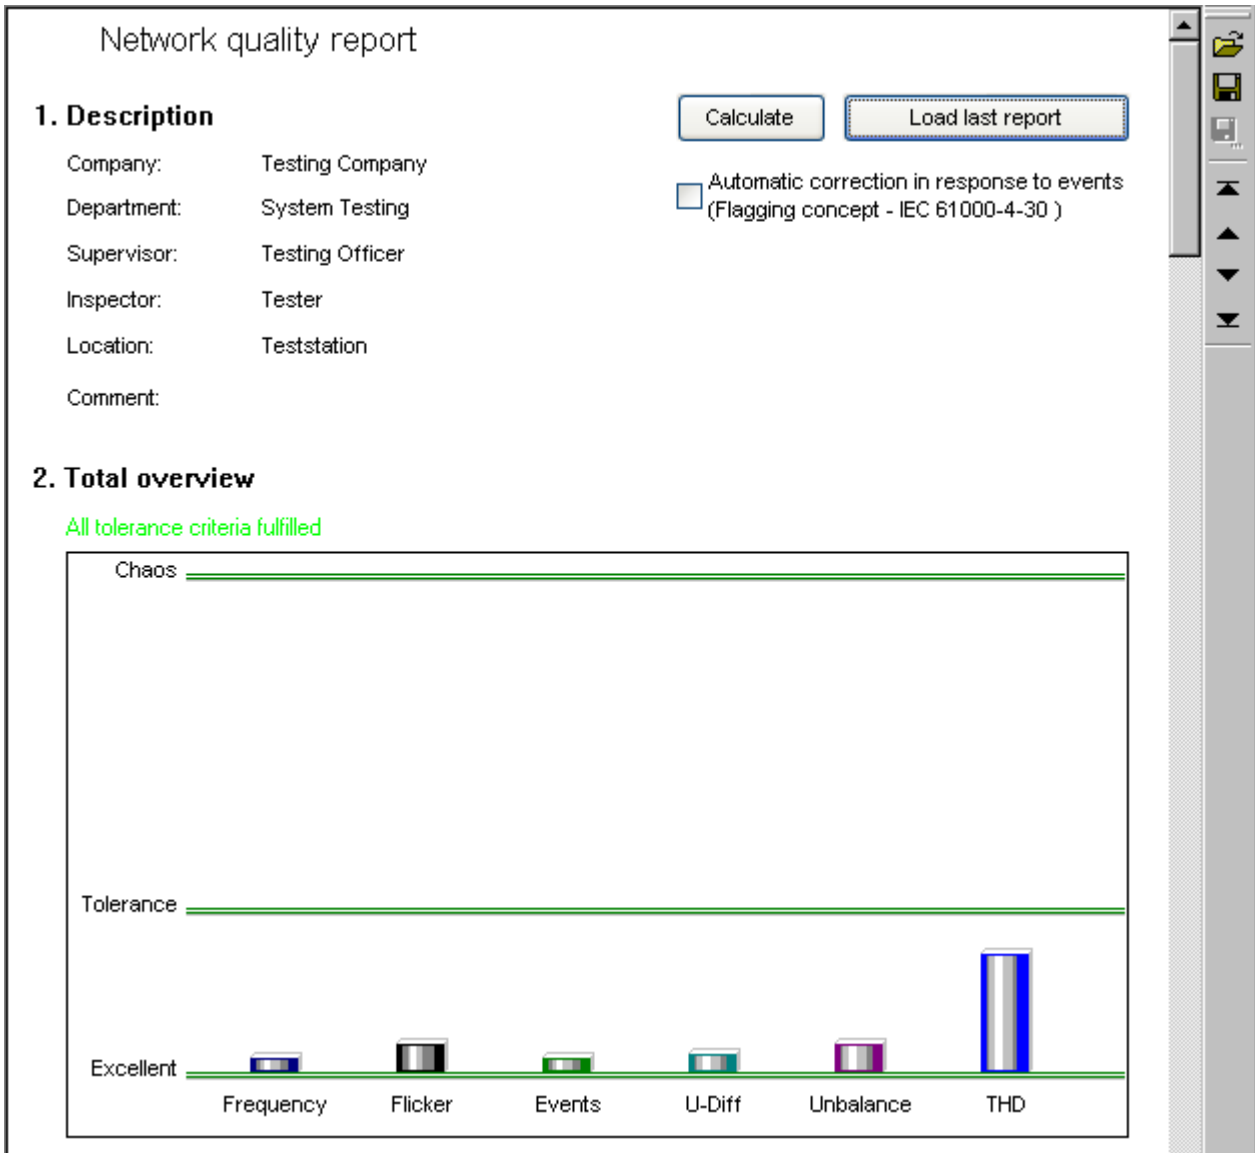 Network quality report
1. Description
Calculate
Load last report
Company: Testing Company
Automatic correction in response to events
(Flagging concept - IEC 61000-4-30 )
Department: System Testing
Supervisor: Testing Officer
Inspector: Tester
Location: Teststation
Comment:
2. Total overview
All tolerance criteria fulfilled
Chaos
Tolerance
Excellent
Frequency Flicker Events U-Diff Unbalance THD